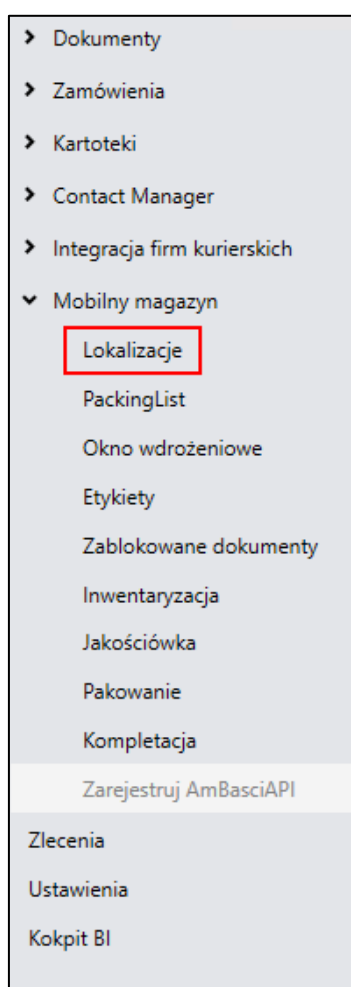 Dokumenty
Zamówienia
Kartoteki
Contact Manager
Integracja firm kurierskich
Mobilny magazyn
Lokalizacje
PackingList
Okno wdrożeniowe
Etykiety
Zablokowane dokumenty
Inwentaryzacja
Jakościówka
Pakowanie
Kompletacja
Zarejestruj AmBasciAPI
Zlecenia
Ustawienia
Kokpit BI